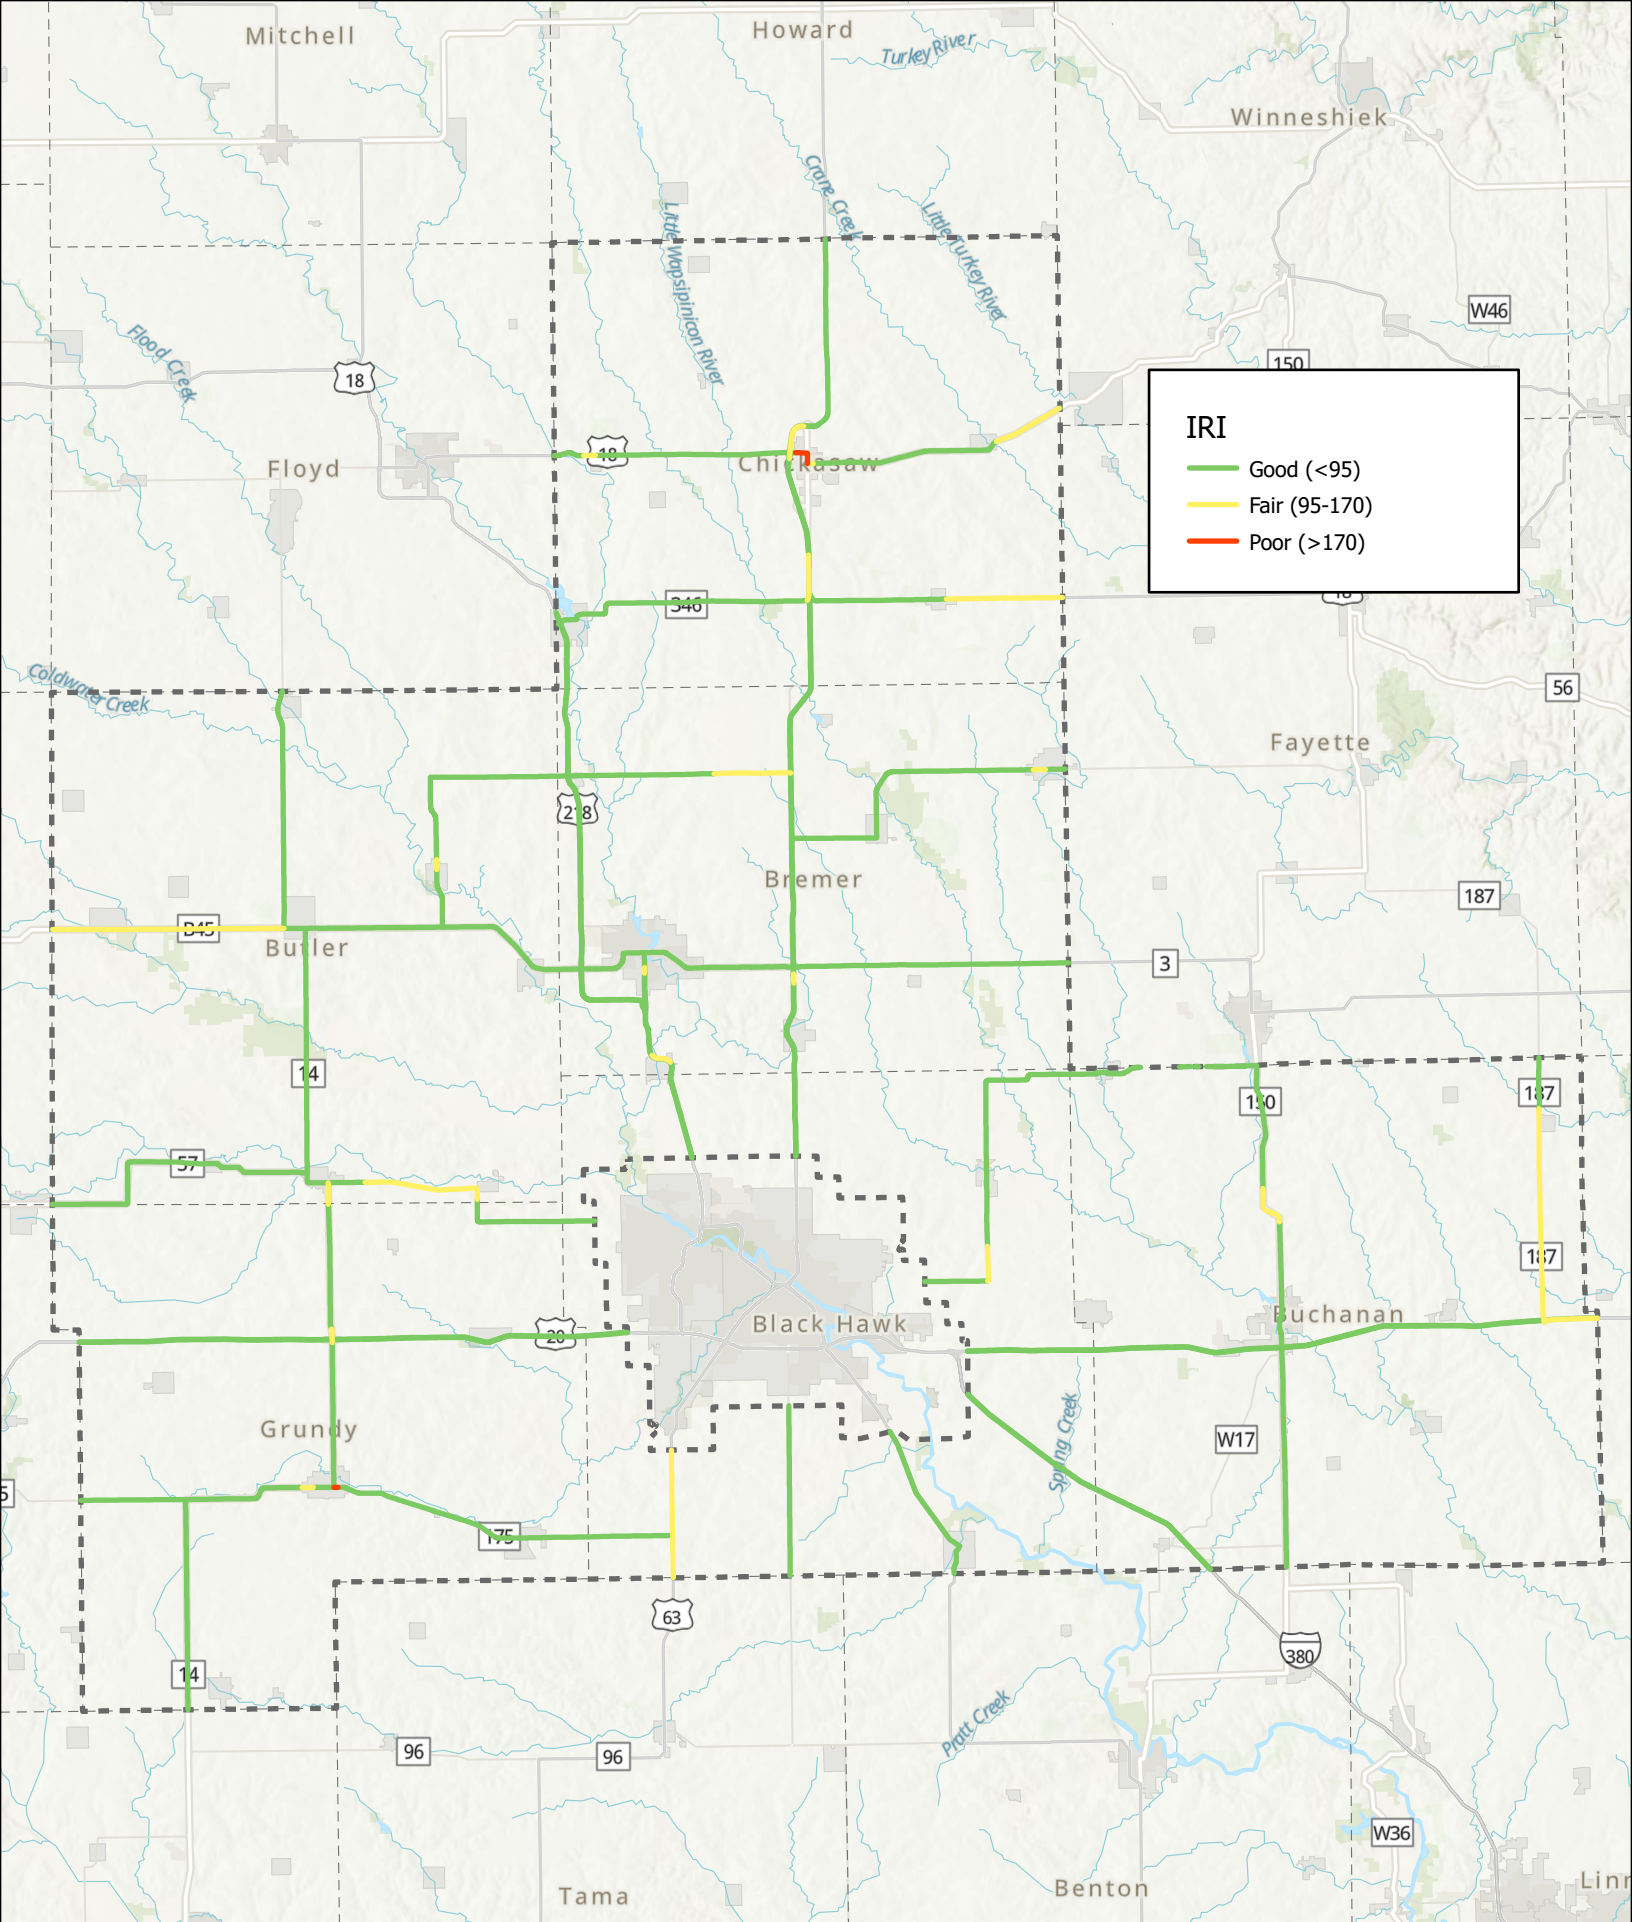 Mitchell
Howard
Turkey River
Winneshiek
Crane Creek
Little Wapsipinicon River
Little Turkey River
W46
Flood Creek
150
18
IRI
Good (<95)
Fair (95-170)
Poor (>170)
18
Floyd
Chickasaw
346
18
Coldwater Creek
56
Fayette
218
Bremer
187
Butler
3
14
187
150
57
187
Black Hawk
Buchanan
20
Grundy
Spring Creek
W17
5
175
63
14
380
Pratt Creek
96
96
W36
Tama
Benton
Linn